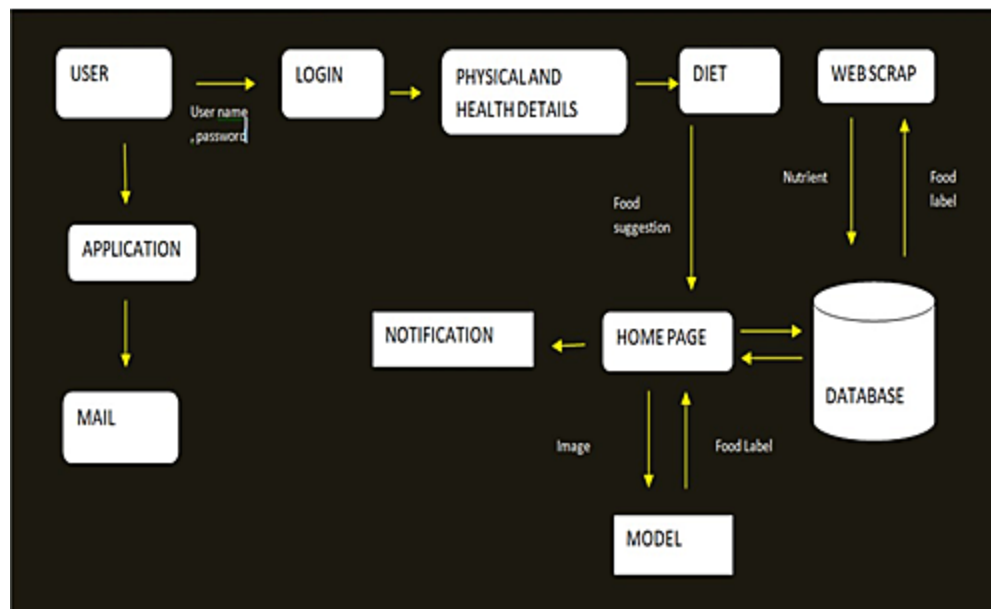 USER
LOGIN
PHYSICAL AND
HEALTH DETAILS
DIET
WEB SCRAP
User name
, password
Nutrient
Food
label
Food
suggestion
APPLICATION
NOTIFICATION
HOME PAGE
DATABASE
MAIL
Image
Food Label
MODEL